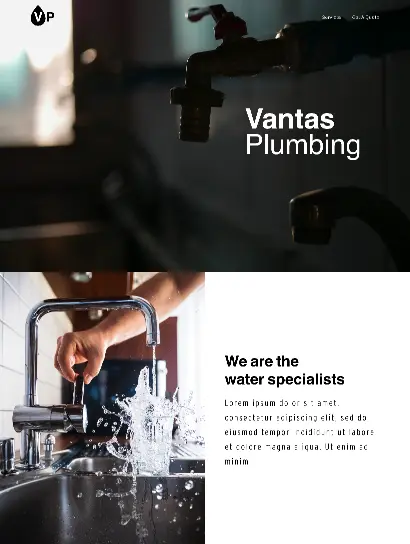 VP
Services Get A Quote
Vantas
Plumbing
We are the
water specialists
Lorem ipsum dolor sit amet,
consectetur adipiscing elit, sed do
eiusmod tempor incididunt ut labore
et dolore magna aliqua. Ut enim ad
minim